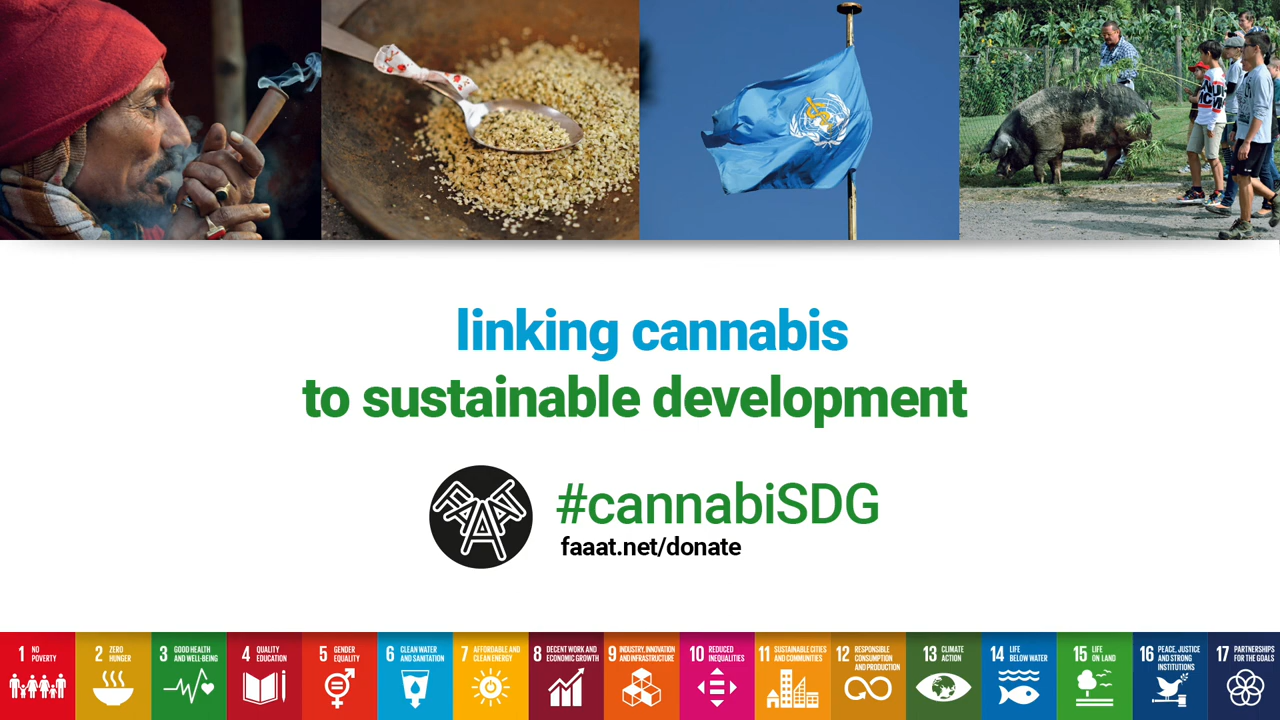 linking cannabis
to sustainable development
FAAAT
#cannabiSDG
faaat.net/donate
1 NO
POVERTY
2 ZERO
HUNGER
3 GOOD HEALTH
AND WELL-BEING
4 QUALITY
EDUCATION
5 GENDER
EQUALITY
6 CLEAN WATER
AND SANITATION
7 AFFORDABLE AND
CLEAN ENERGY
8 DECENT WORK AND
ECONOMIC GROWTH
9 INDUSTRY, INNOVATION
AND INFRASTRUCTURE
10 REDUCED
INEQUALITIES
11 SUSTAINABLE CITIES
AND COMMUNITIES
12 RESPONSIBLE
CONSUMPTION
AND PRODUCTION
13 CLIMATE
ACTION
14 LIFE
BELOW WATER
15 LIFE
ON LAND
16 PEACE, JUSTICE
AND STRONG
INSTITUTIONS
17 PARTNERSHIPS
FOR THE GOALS